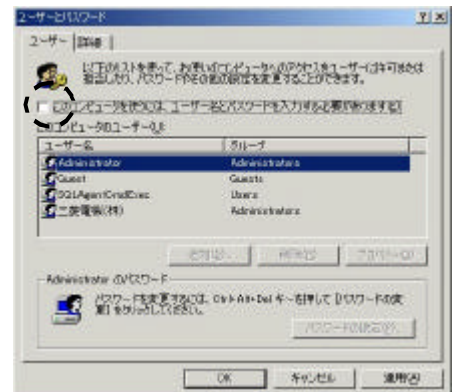 ユーザーとパスワード
ユーザー 詳細
以下のリストを使って、お使いのコンピュータへのアクセスをユーザーに許可または
拒否したり、パスワードやその他の設定を変更することができます。
このコンピュータを使うには、ユーザー名とパスワードを入力する必要があります(E)
このコンピュータのユーザー(U):
ユーザー名 グループ
Administrator Administrators
Guest Guests
SQLAgentCmdExec Users
三菱電機(株) Administrators
追加(D)... 削除(R) プロパティ(O)
Administrator のパスワード
パスワードを変更するには、Ctrl+Alt+Del キーを押して [パスワードの変
更] をクリックしてください。
パスワードの設定(P)...
OK キャンセル 適用(A)